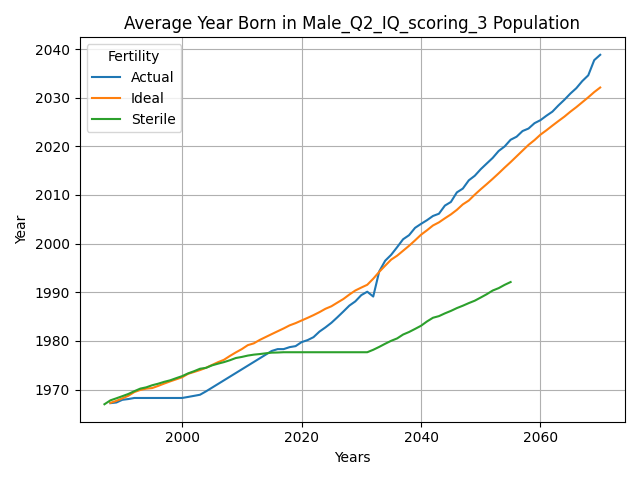 Average Year Born in Male_Q2_IQ_scoring_3 Population
Fertility
Actual
Ideal
Sterile
Year
2040
2030
2020
2010
2000
1990
1980
1970
2000 2020 2040 2060
Years